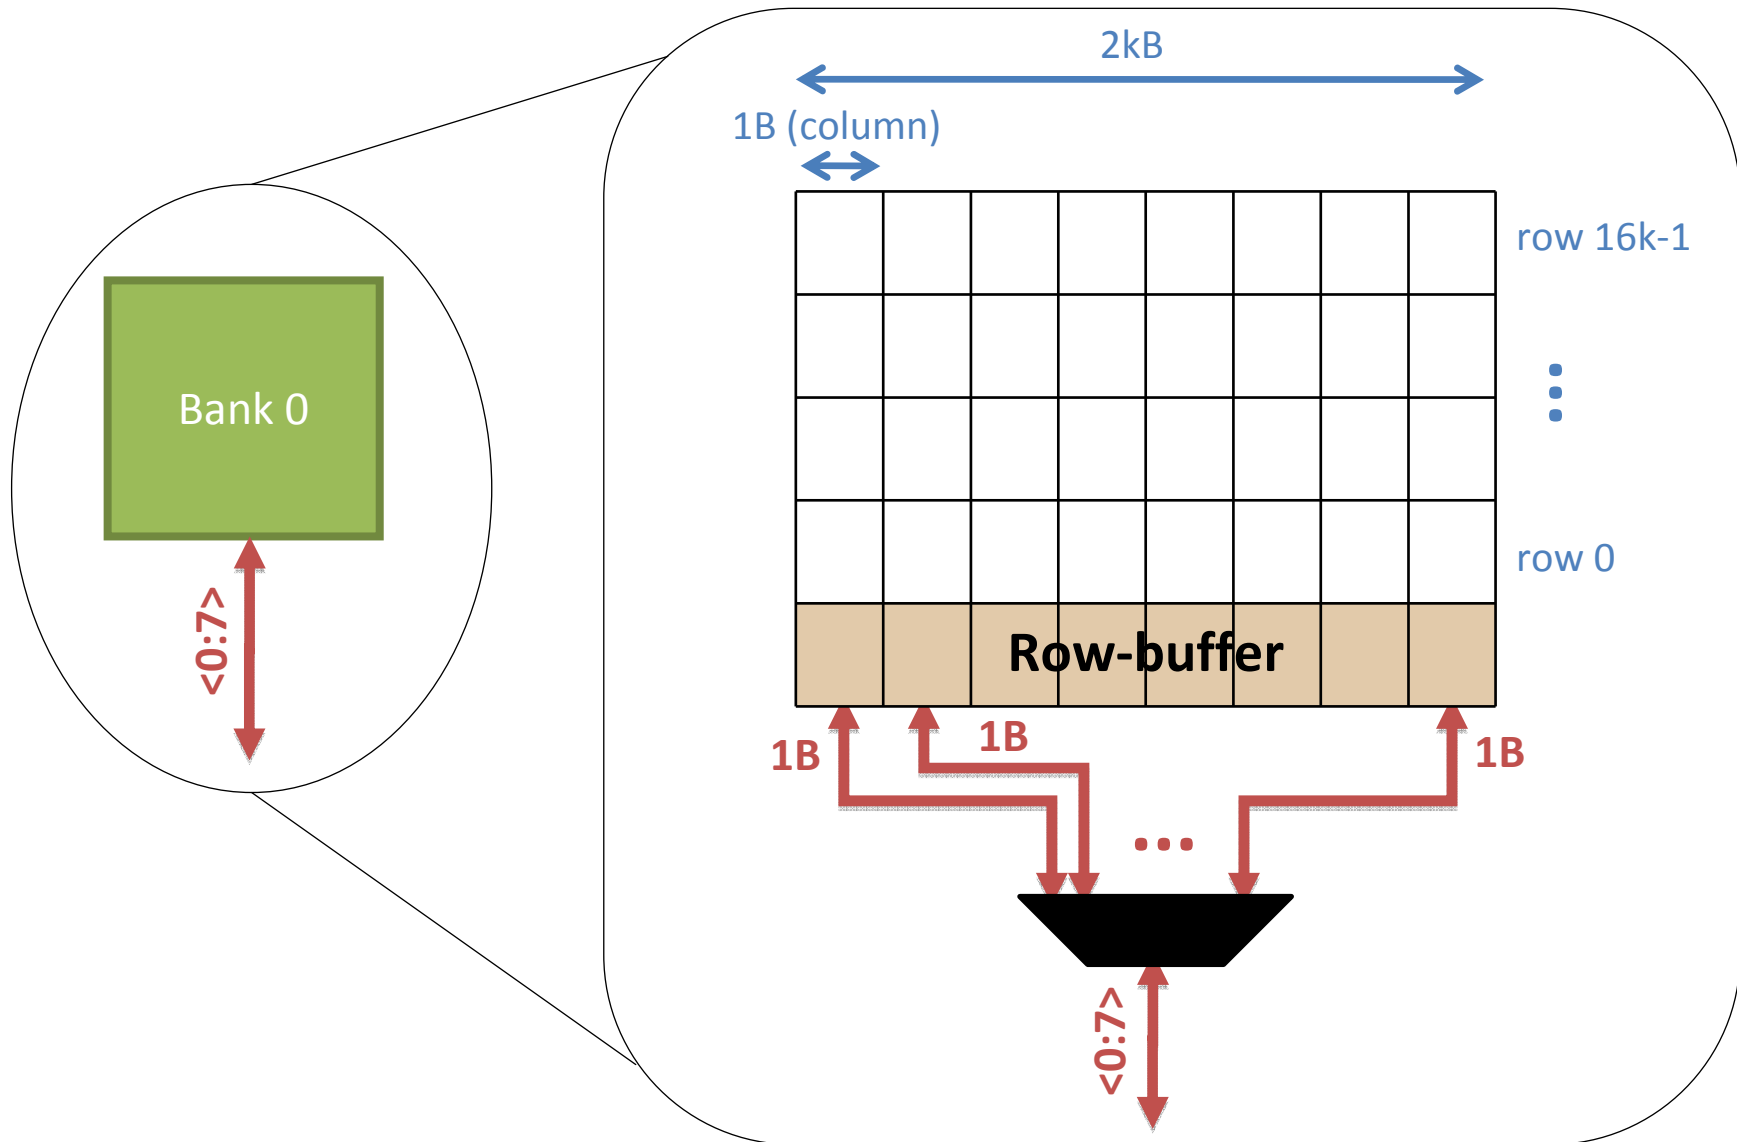 2kB
1B (column)
row 16k-1
Bank 0
row 0
<0:7>
Row-buffer
1B
1B
1B
<0:7>